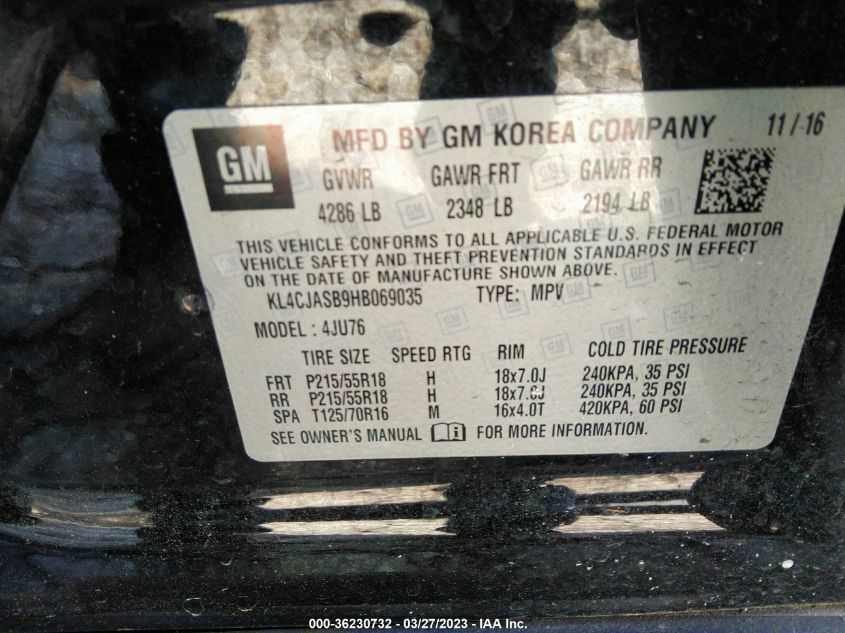 GM
MFD BY GM KOREA COMPANY 11/16
GVWR GAWR FRT GAWR RR
4286 LB 2348 LB 2194 LB
THIS VEHICLE CONFORMS TO ALL APPLICABLE U.S. FEDERAL MOTOR
VEHICLE SAFETY AND THEFT PREVENTION STANDARDS IN EFFECT
ON THE DATE OF MANUFACTURE SHOWN ABOVE.
KL4CJASB9HB069035 TYPE: MPV
MODEL: 4JU76
TIRE SIZE SPEED RTG RIM COLD TIRE PRESSURE
FRT P215/55R18 H 18x7.0J 240KPA, 35 PSI
RR P215/55R18 H 18x7.0J 240KPA, 35 PSI
SPA T125/70R16 M 16x4.0T 420KPA, 60 PSI
SEE OWNER'S MANUAL FOR MORE INFORMATION.
000-36230732 - 03/27/2023 - IAA Inc.